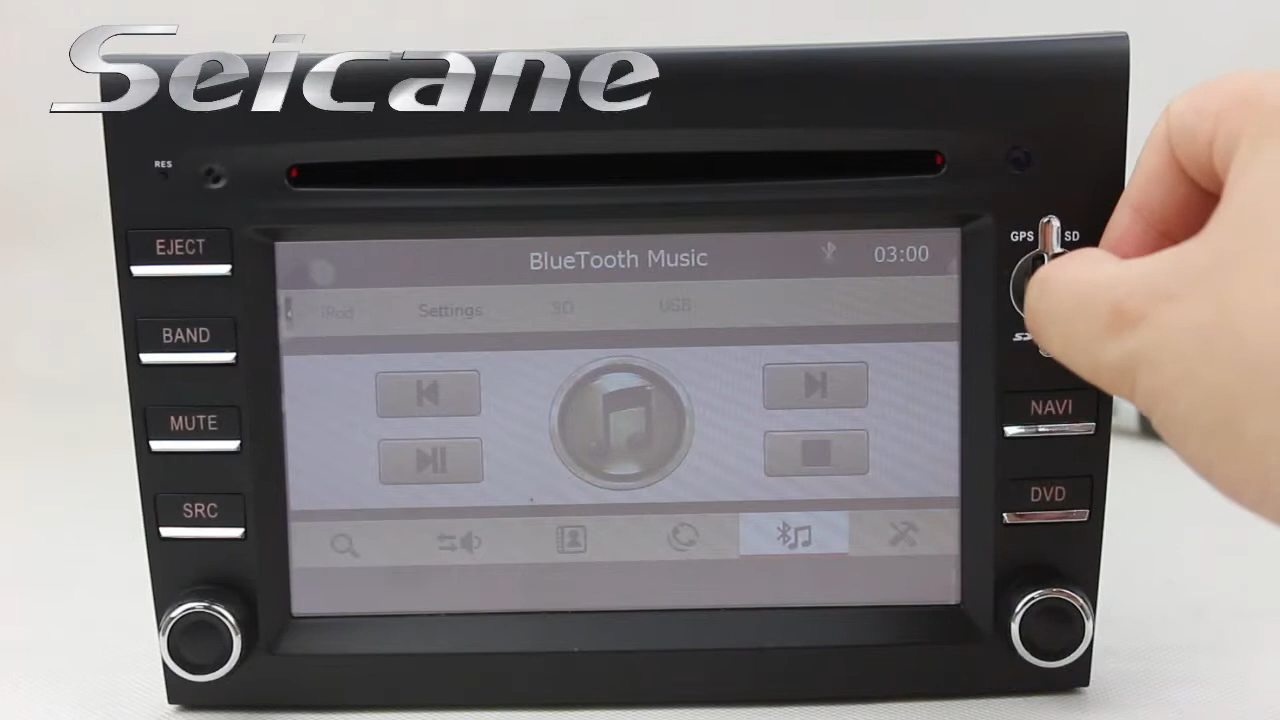 Seicane
RES
EJECT
BAND
MUTE
SRC
BlueTooth Music
03:00
iPod
Settings
SD
USB
GPS
SD
NAVI
DVD